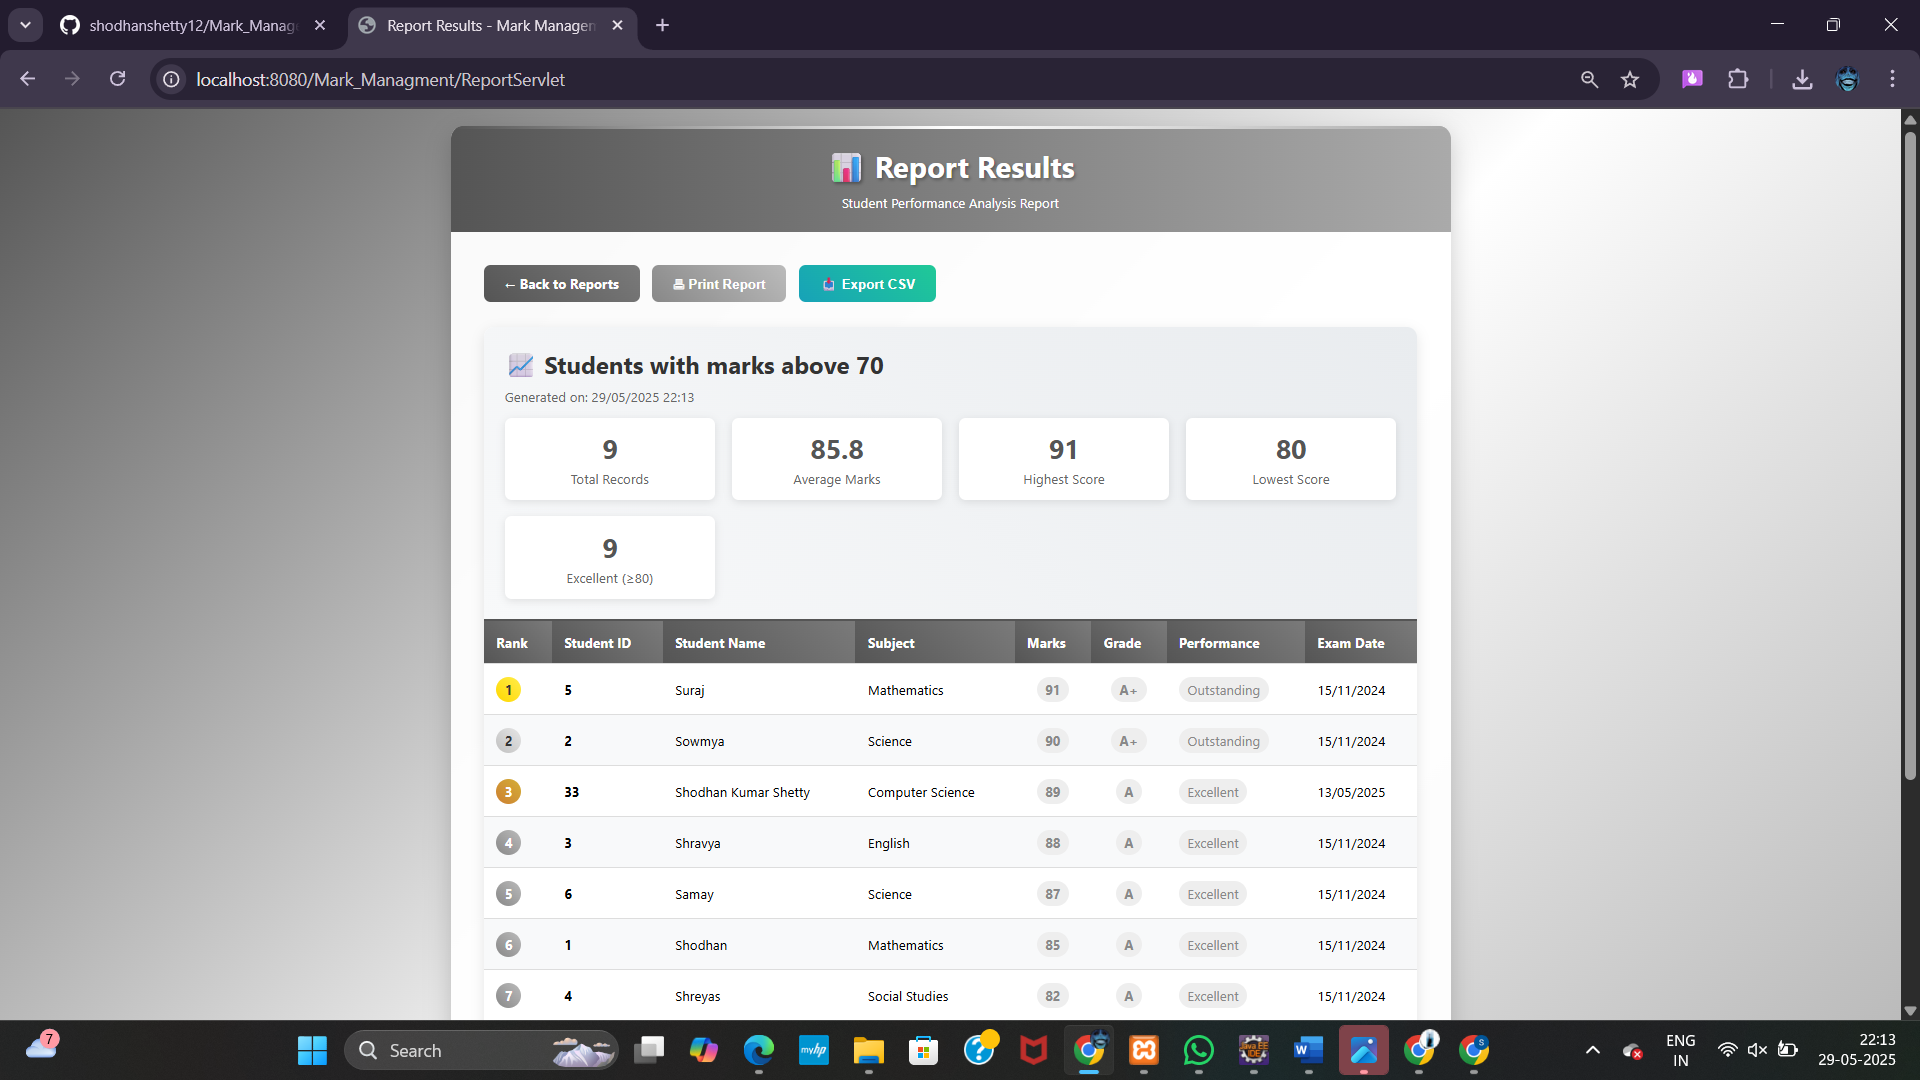 shodhanshetty12/Mark_Manag
Report Results - Mark Managem
localhost:8080/Mark_Managment/ReportServlet
Report Results
Student Performance Analysis Report
← Back to Reports
Print Report
Export CSV
Students with marks above 70
Generated on: 29/05/2025 22:13
9
Total Records
85.8
Average Marks
91
Highest Score
80
Lowest Score
9
Excellent (≥80)
Rank Student ID Student Name Subject Marks Grade Performance Exam Date
1 5 Suraj Mathematics 91 A+ Outstanding 15/11/2024
2 2 Sowmya Science 90 A+ Outstanding 15/11/2024
3 33 Shodhan Kumar Shetty Computer Science 89 A Excellent 13/05/2025
4 3 Shravya English 88 A Excellent 15/11/2024
5 6 Samay Science 87 A Excellent 15/11/2024
6 1 Shodhan Mathematics 85 A Excellent 15/11/2024
7 4 Shreyas Social Studies 82 A Excellent 15/11/2024
7
Search
myhp
Java EE
IDE
W
S
ENG
IN
22:13
29-05-2025